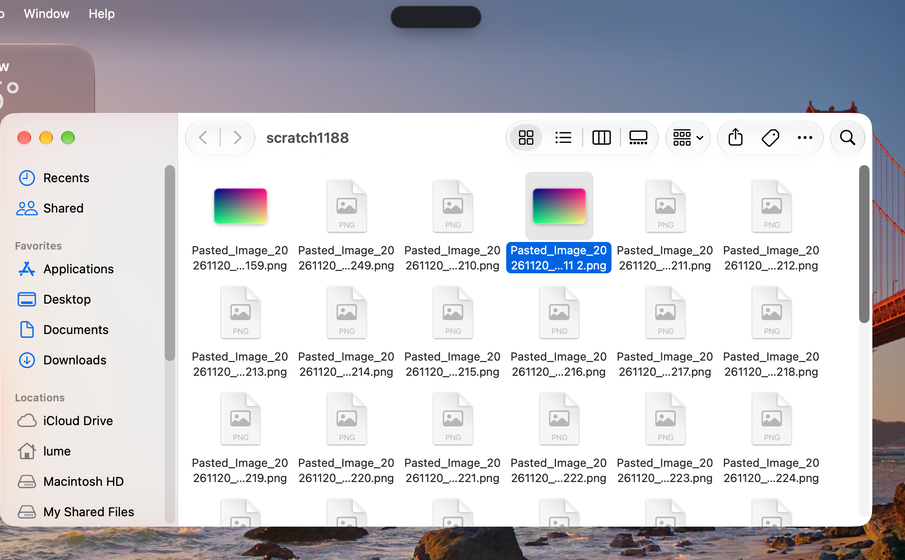 Window Help
scratch1188
Recents
Shared
Favorites
Applications
Desktop
Documents
Downloads
Locations
iCloud Drive
lume
Macintosh HD
My Shared Files
Pasted_Image_20
261120_...159.png
Pasted_Image_20
261120_...249.png
Pasted_Image_20
261120_...210.png
Pasted_Image_20
261120_...11 2.png
Pasted_Image_20
261120_...211.png
Pasted_Image_20
261120_...212.png
PNG
PNG
PNG
PNG
Pasted_Image_20
261120_...213.png
Pasted_Image_20
261120_...214.png
Pasted_Image_20
261120_...215.png
Pasted_Image_20
261120_...216.png
Pasted_Image_20
261120_...217.png
Pasted_Image_20
261120_...218.png
PNG
PNG
PNG
PNG
PNG
PNG
Pasted_Image_20
261120_...219.png
Pasted_Image_20
261120_...220.png
Pasted_Image_20
261120_...221.png
Pasted_Image_20
261120_...222.png
Pasted_Image_20
261120_...223.png
Pasted_Image_20
261120_...224.png
PNG
PNG
PNG
PNG
PNG
PNG